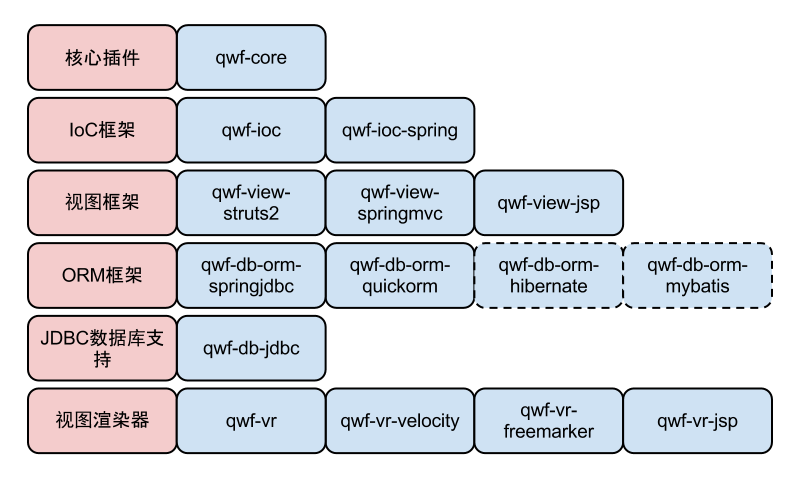 核心插件
qwf-core
IoC框架
qwf-ioc
qwf-ioc-spring
视图框架
qwf-view-
struts2
qwf-view-
springmvc
qwf-view-jsp
ORM框架
qwf-db-orm-
springjdbc
qwf-db-orm-
quickorm
qwf-db-orm-
hibernate
qwf-db-orm-
mybatis
JDBC数据库支
持
qwf-db-jdbc
视图渲染器
qwf-vr
qwf-vr-velocity
qwf-vr-
freemarker
qwf-vr-jsp